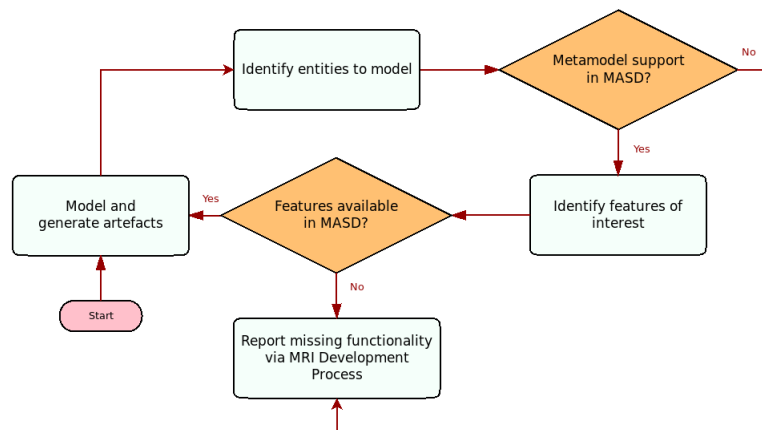 Identify entities to model
Metamodel support
in MASD?
No
Yes
Model and
generate artefacts
Yes
Features available
in MASD?
Identify features of
interest
No
Start
Report missing functionality
via MRI Development
Process